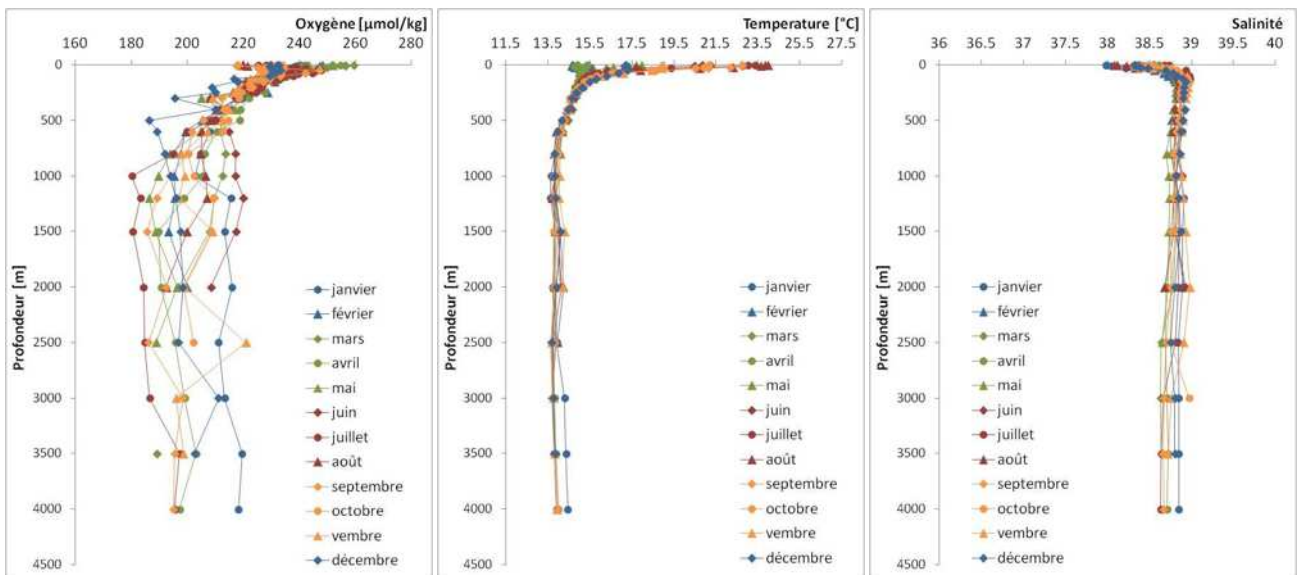 Oxygène [µmol/kg]
160 180 200 220 240 260 280
0
500
1000
1500
2000
2500
3000
3500
4000
4500
Profondeur [m]
janvier
février
mars
avril
mai
juin
juillet
août
septembre
octobre
vembre
décembre
Temperature [°C]
11.5 13.5 15.5 17.5 19.5 21.5 23.5 25.5 27.5
0
500
1000
1500
2000
2500
3000
3500
4000
4500
Profondeur [m]
janvier
février
mars
avril
mai
juin
juillet
août
septembre
octobre
vembre
décembre
Salinité
36 36.5 37 37.5 38 38.5 39 39.5 40
0
500
1000
1500
2000
2500
3000
3500
4000
4500
Profondeur [m]
janvier
février
mars
avril
mai
juin
juillet
août
septembre
octobre
vembre
décembre